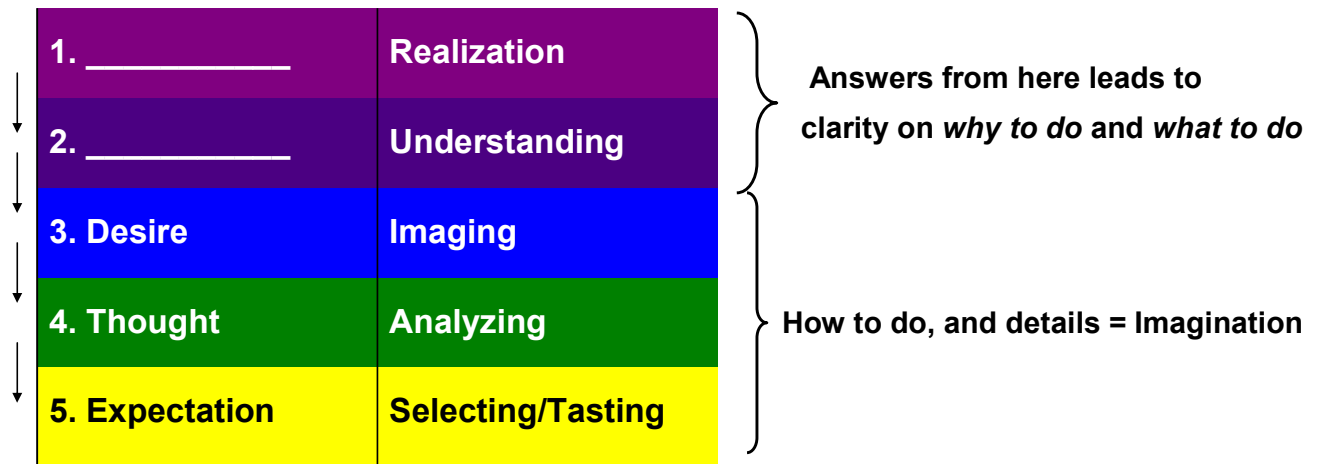 1. ___________ Realization
2. ___________ Understanding
3. Desire Imaging
4. Thought Analyzing
5. Expectation Selecting/Tasting
Answers from here leads to
clarity on why to do and what to do
How to do, and details = Imagination